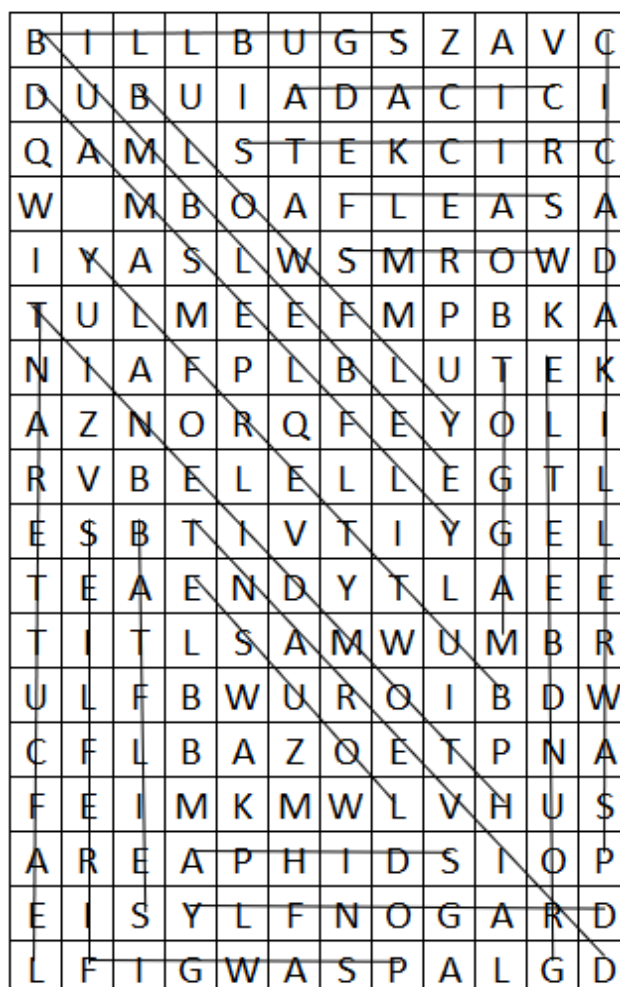 B I L L B U G S Z A V C
D U B U I A D A C I C I
Q A M L S T E K C I R C
W M B O A F L E A S A
I Y A S L W S M R O W D
T U L M E E F M P B K A
N I A F P L B L U T E K
A Z N O R Q F E Y O L I
R V B E L E L L E G T L
E S B T I V T I Y G E L
T E A E N D Y T L A E E
T I T L S A M W U M B R
U L F B W U R O I B D W
C F L B A Z O E T P N A
F E I M K M W L V H U S
A R E A P H I D S I O P
E I S Y L F N O G A R D
L F I G W A S P A L G D